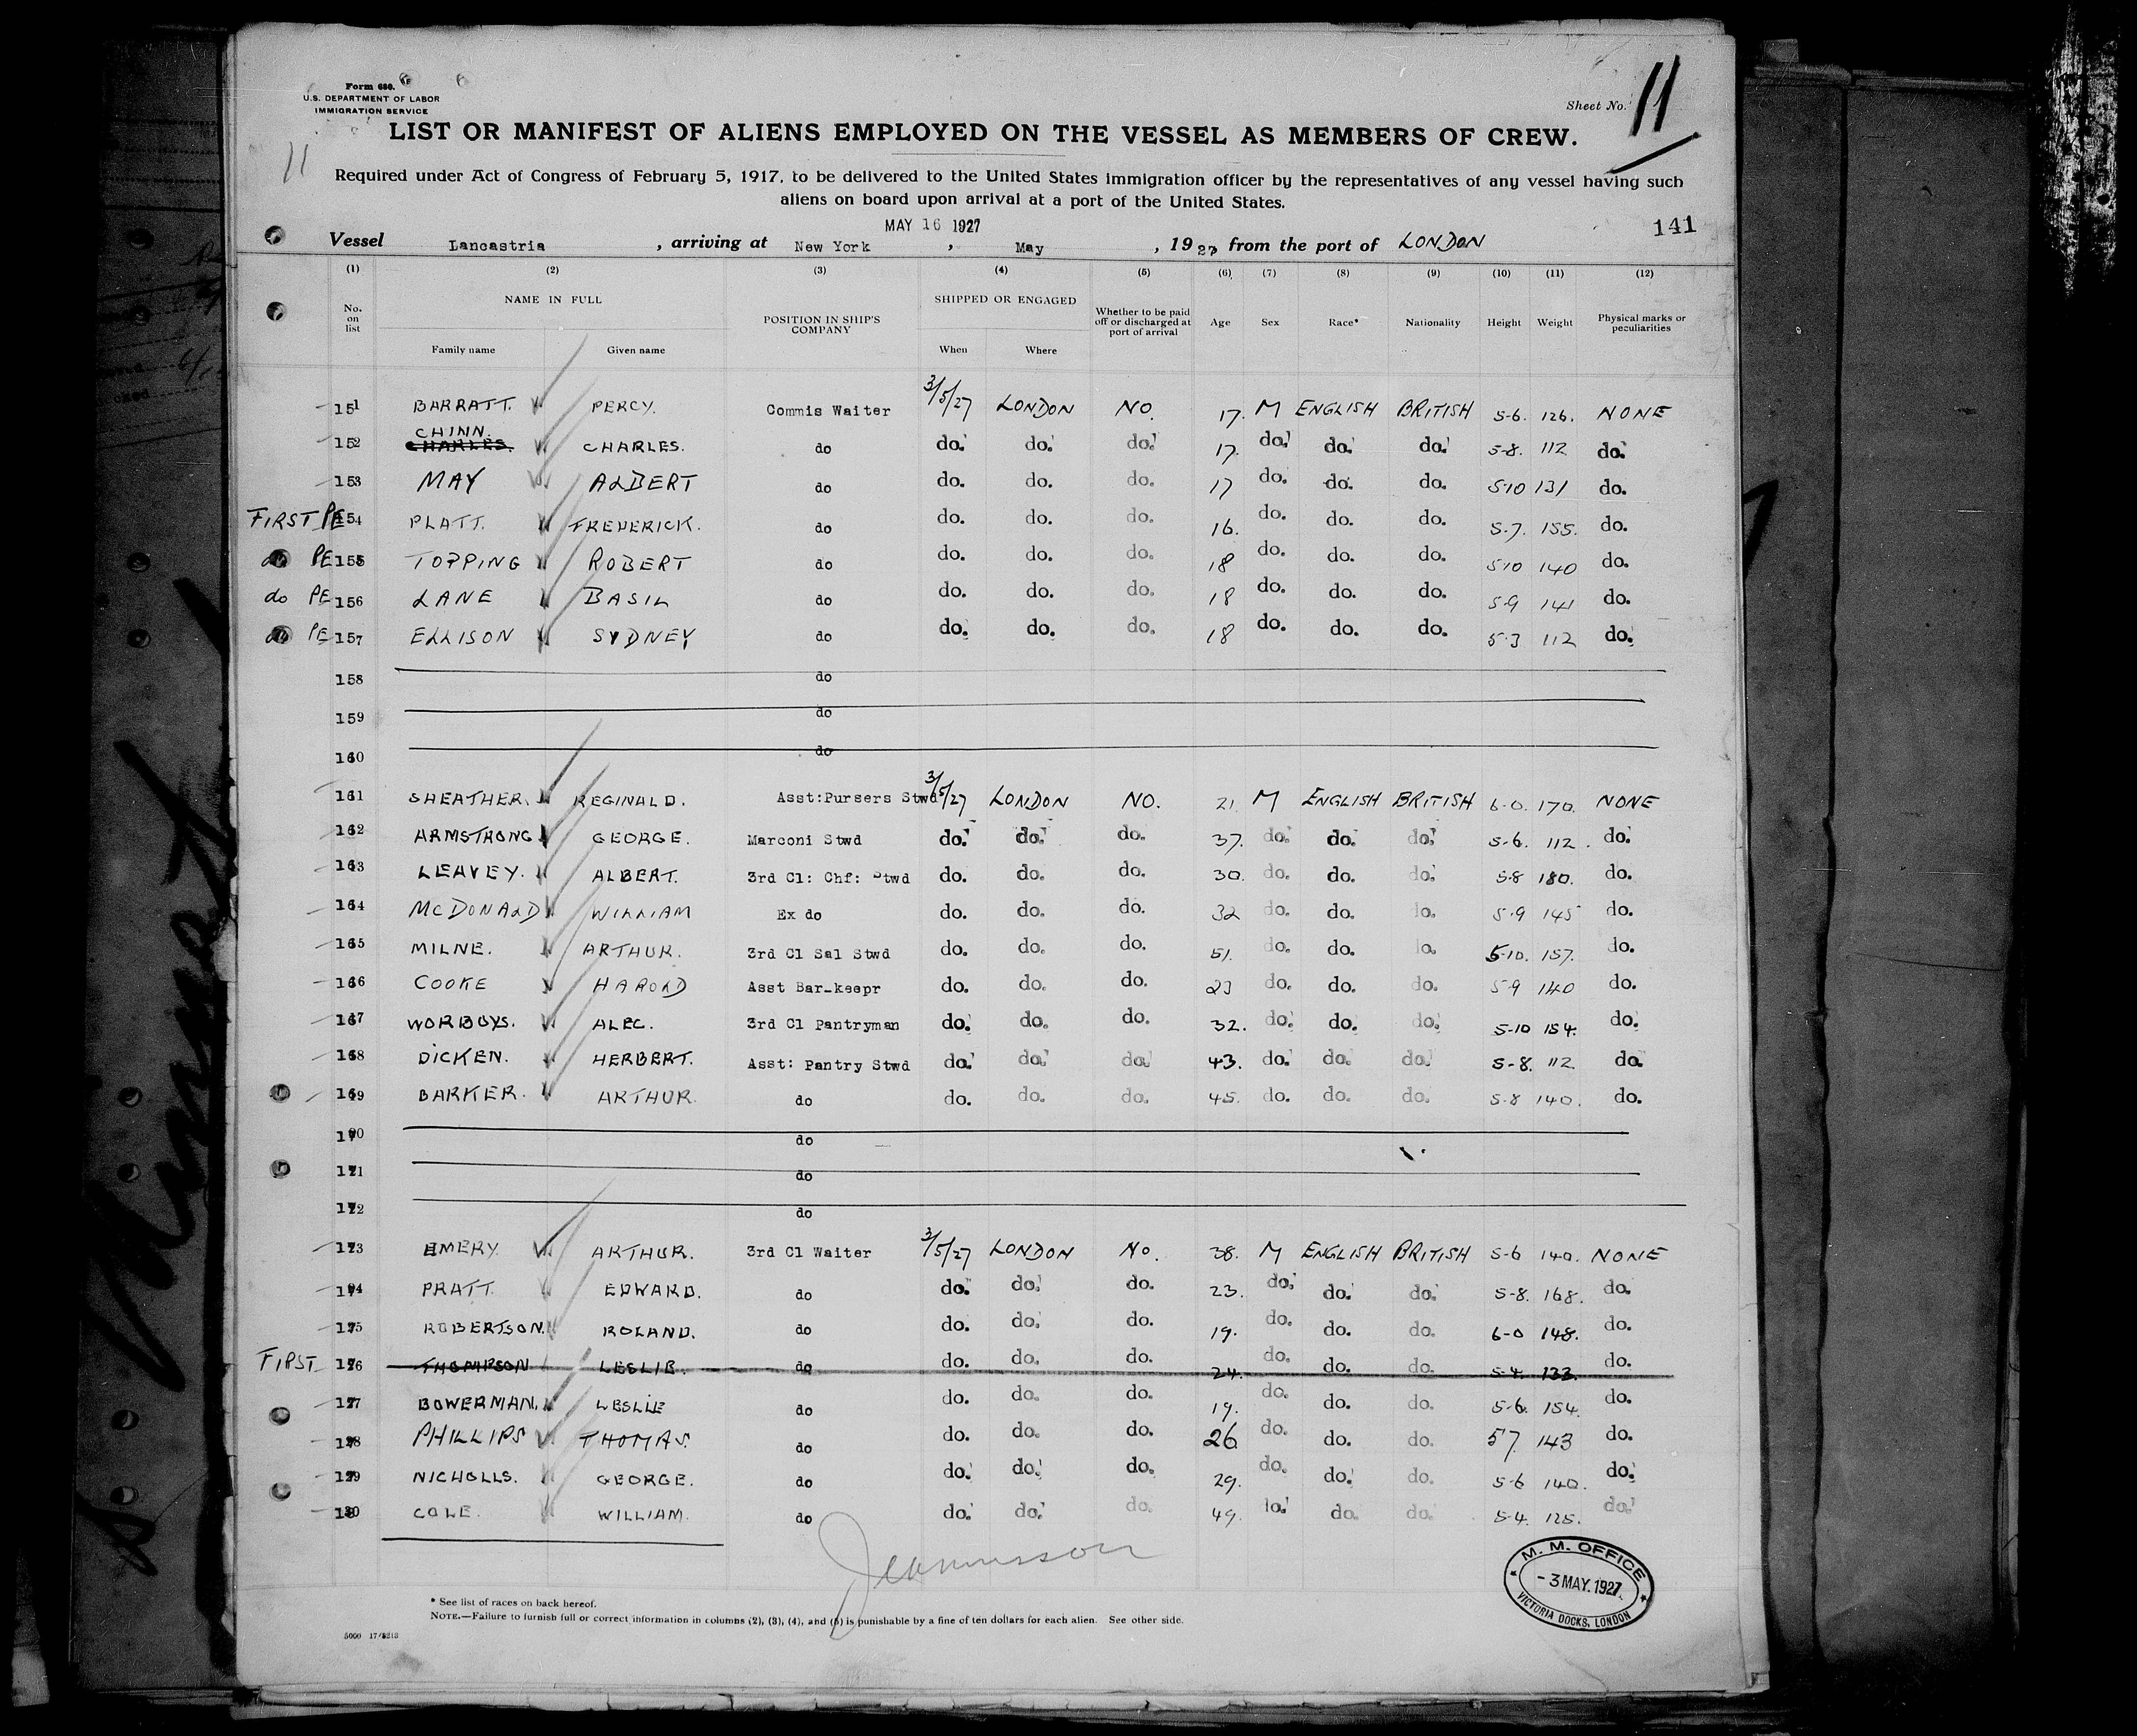 Form 680.
U.S. DEPARTMENT OF LABOR
IMMIGRATION SERVICE
Sheet No. 11
LIST OR MANIFEST OF ALIENS EMPLOYED ON THE VESSEL AS MEMBERS OF CREW.
11
Required under Act of Congress of February 5, 1917, to be delivered to the United States immigration officer by the representatives of any vessel having such
aliens on board upon arrival at a port of the United States.
MAY 16 1927
141
Vessel Lancastria , arriving at New York , May , 1927 from the port of LONDON
(1) (2) (3) (4) (5) (6) (7) (8) (9) (10) (11) (12)
No. on list NAME IN FULL Family name Given name POSITION IN SHIP'S COMPANY SHIPPED OR ENGAGED When Where Whether to be paid off or discharged at port of arrival Age Sex Race* Nationality Height Weight Physical marks or peculiarities
151 BARRATT. PERCY. Commis Waiter 3/5/27 LONDON NO. 17. M ENGLISH BRITISH 5-6. 126. NONE
CHINN.
152 CHARLES. CHARLES. do do. do. do. 17. do. do. do. 5-8. 112 do.
153 MAY ALBERT do do. do. do. 17 do. do. do. 5-10 131 do.
FIRST PE 154 PLATT. FREDERICK. do do. do. do. 16. do. do. do. 5-7. 155. do.
do PE 155 TOPPING ROBERT do do. do. do. 18 do. do. do. 5-10 140 do.
do PE 156 LANE BASIL do do. do. do. 18 do. do. do. 5-9 141 do.
do PE 157 ELLISON SYDNEY do do. do. do. 18 do. do. do. 5-3 112 do.
158 do
159 do
160 do
161 SHEATHER. REGINALD. Asst:Pursers Stwd 3/5/27 LONDON NO. 21. M ENGLISH BRITISH 6-0. 170. NONE
162 ARMSTRONG GEORGE. Marconi Stwd do. do. do. 37. do. do. do. 5-6. 112. do.
163 LEAVEY. ALBERT. 3rd Cl: Chf: Stwd do. do. do. 30. do. do. do. 5-8 180. do.
164 McDONALD WILLIAM Ex do do. do. do. 32 do. do. do. 5-9 145 do.
165 MILNE. ARTHUR. 3rd Cl Sal Stwd do. do. do. 51. do. do. do. 5-10. 157. do.
166 COOKE HAROLD Asst Bar-keepr do. do. do. 23 do. do. do. 5-9 140 do.
167 WORBOYS. ALEC. 3rd Cl Pantryman do. do. do. 32. do. do. do. 5-10 154. do.
168 DICKEN. HERBERT. Asst: Pantry Stwd do. do. do. 43. do. do. do. 5-8. 112. do.
169 BARKER. ARTHUR. do do. do. do. 45. do. do. do. 5-8 140. do.
170 do
171 do
172 do
173 EMERY. ARTHUR. 3rd Cl Waiter 3/5/27 LONDON NO. 38. M ENGLISH BRITISH 5-6 140. NONE
174 PRATT. EDWARD. do do. do. do. 23. do. do. do. 5-8. 168. do.
175 ROBERTSON. ROLAND. do do. do. do. 19. do. do. do. 6-0 148. do.
FIRST 176 THOMPSON LESLIE. do do. do. do. 24. do. do. do. 5-4. 133. do.
177 BOWERMAN. LESLIE do do. do. do. 19. do. do. do. 5-6. 154. do.
178 PHILLIPS THOMAS. do do. do. do. 26 do. do. do. 5 7. 143 do.
179 NICHOLLS. GEORGE. do do. do. do. 29. do. do. do. 5-6 140. do.
180 COLE. WILLIAM. do do. do. do. 49. do. do. do. 5-4. 125. do.
M. M. OFFICE
-3 MAY. 1927
VICTORIA DOCKS, LONDON
* See list of races on back hereof.
NOTE.—Failure to furnish full or correct information in columns (2), (3), (4), and (5) is punishable by a fine of ten dollars for each alien. See other side.